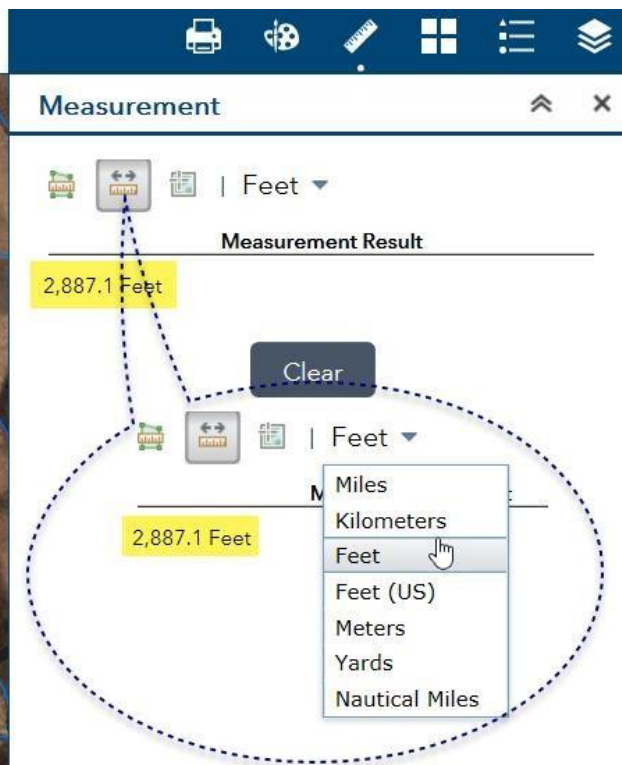 Measurement
| Feet
Measurement Result
2,887.1 Feet
Clear
| Feet
2,887.1 Feet
Miles
Kilometers
Feet
Feet (US)
Meters
Yards
Nautical Miles